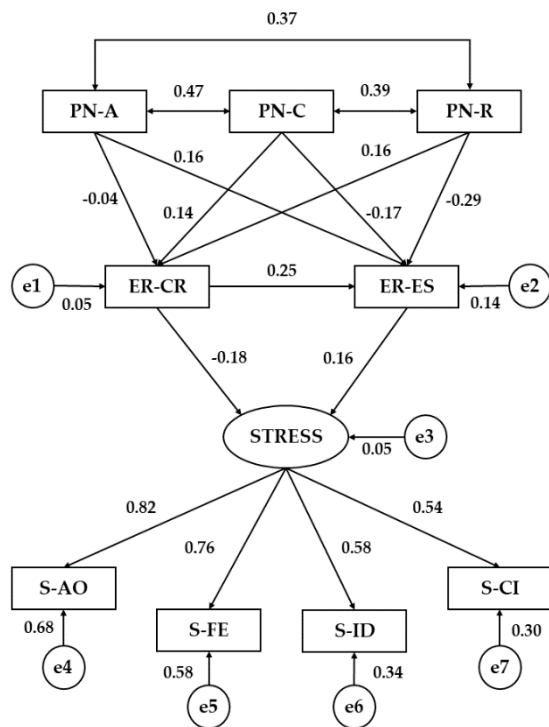 0.37
PN-A
0.47
PN-C
0.39
PN-R
-0.04
0.14
0.16
0.16
-0.17
-0.29
e1
0.05
ER-CR
0.25
ER-ES
0.14
e2
-0.18
0.16
STRESS
0.05
e3
0.82
0.76
0.58
0.54
S-AO
S-FE
S-ID
S-CI
0.68
0.58
0.34
0.30
e4
e5
e6
e7